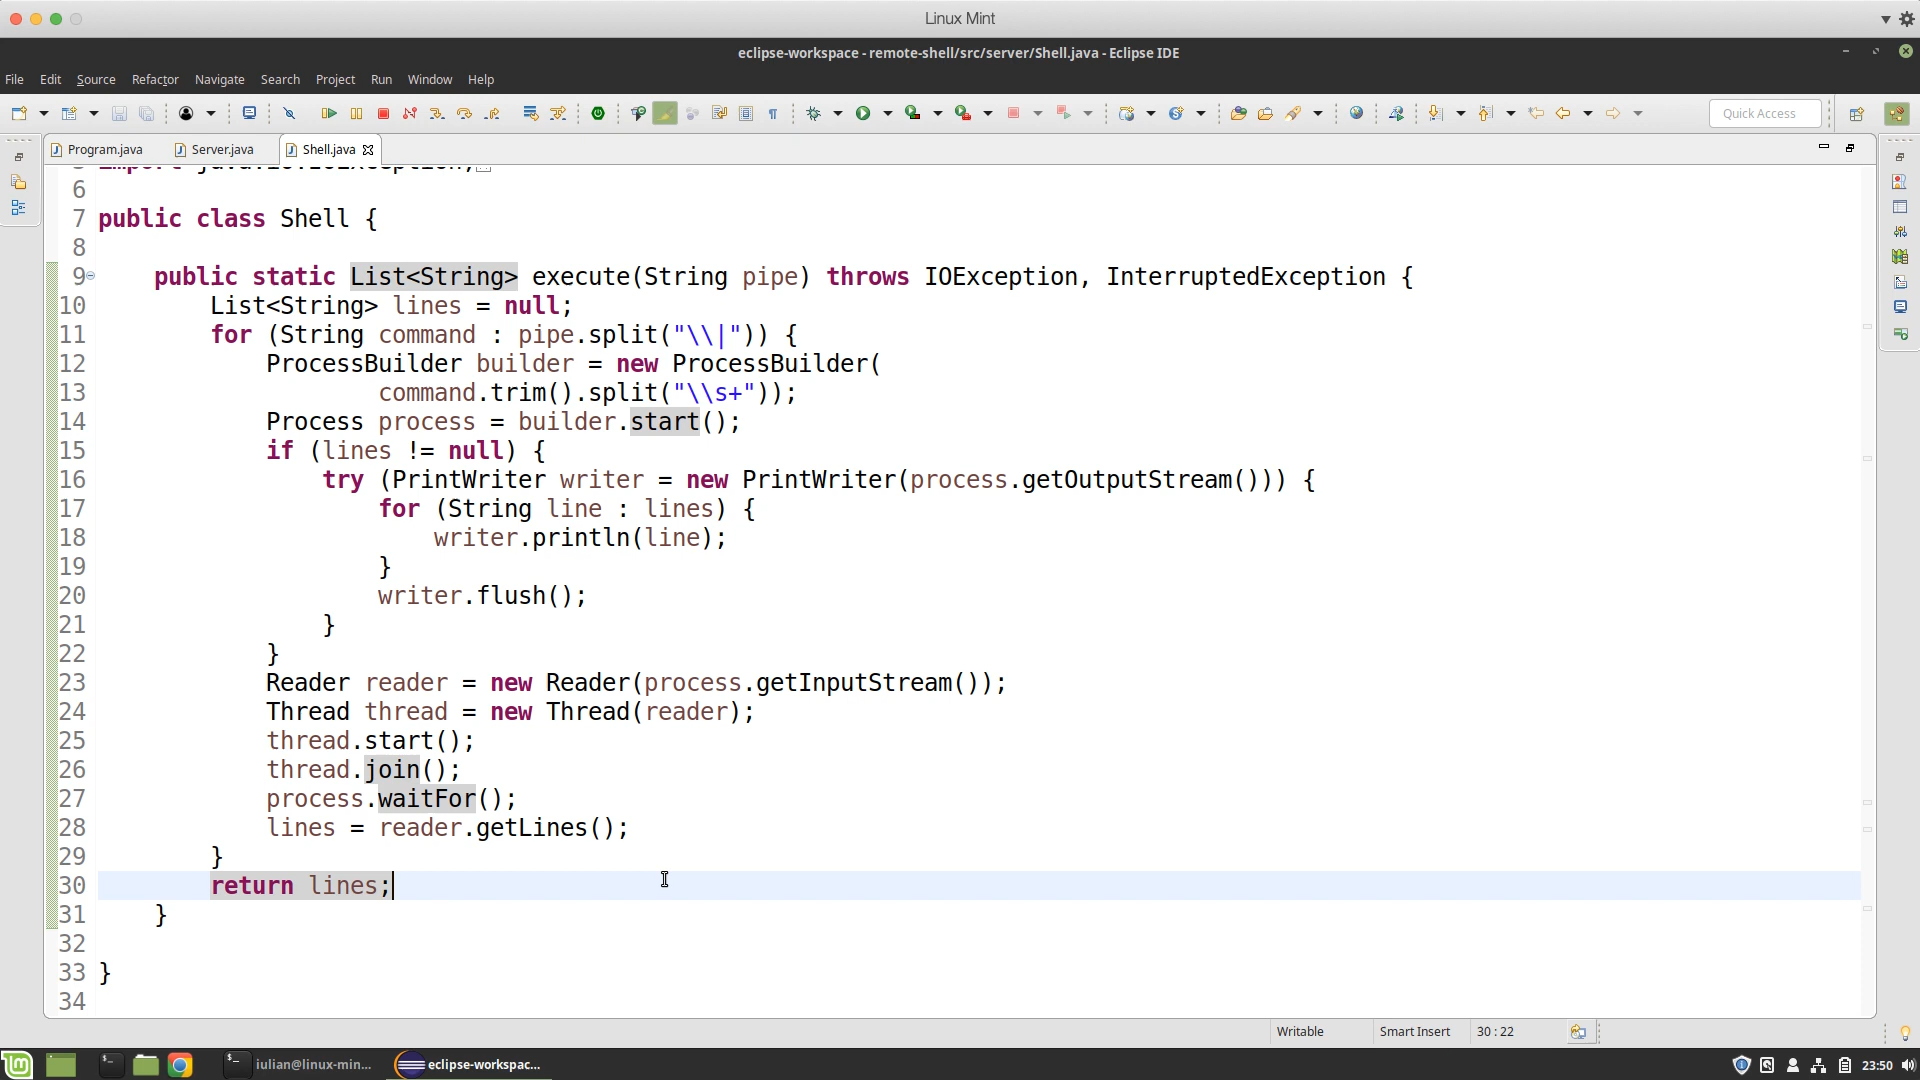 Linux Mint
eclipse-workspace - remote-shell/src/server/Shell.java - Eclipse IDE
File Edit Source Refactor Navigate Search Project Run Window Help
Quick Access
Program.java Server.java Shell.java
5 import java.io.IOException;
6
7 public class Shell {
8
9 public static List<String> execute(String pipe) throws IOException, InterruptedException {
10 List<String> lines = null;
11 for (String command : pipe.split("\\|")) {
12 ProcessBuilder builder = new ProcessBuilder(
13 command.trim().split("\\s+"));
14 Process process = builder.start();
15 if (lines != null) {
16 try (PrintWriter writer = new PrintWriter(process.getOutputStream())) {
17 for (String line : lines) {
18 writer.println(line);
19 }
20 writer.flush();
21 }
22 }
23 Reader reader = new Reader(process.getInputStream());
24 Thread thread = new Thread(reader);
25 thread.start();
26 thread.join();
27 process.waitFor();
28 lines = reader.getLines();
29 }
30 return lines;
31 }
32
33 }
34
Writable Smart Insert 30 : 22
iulian@linux-min... eclipse-workspac... 23:50